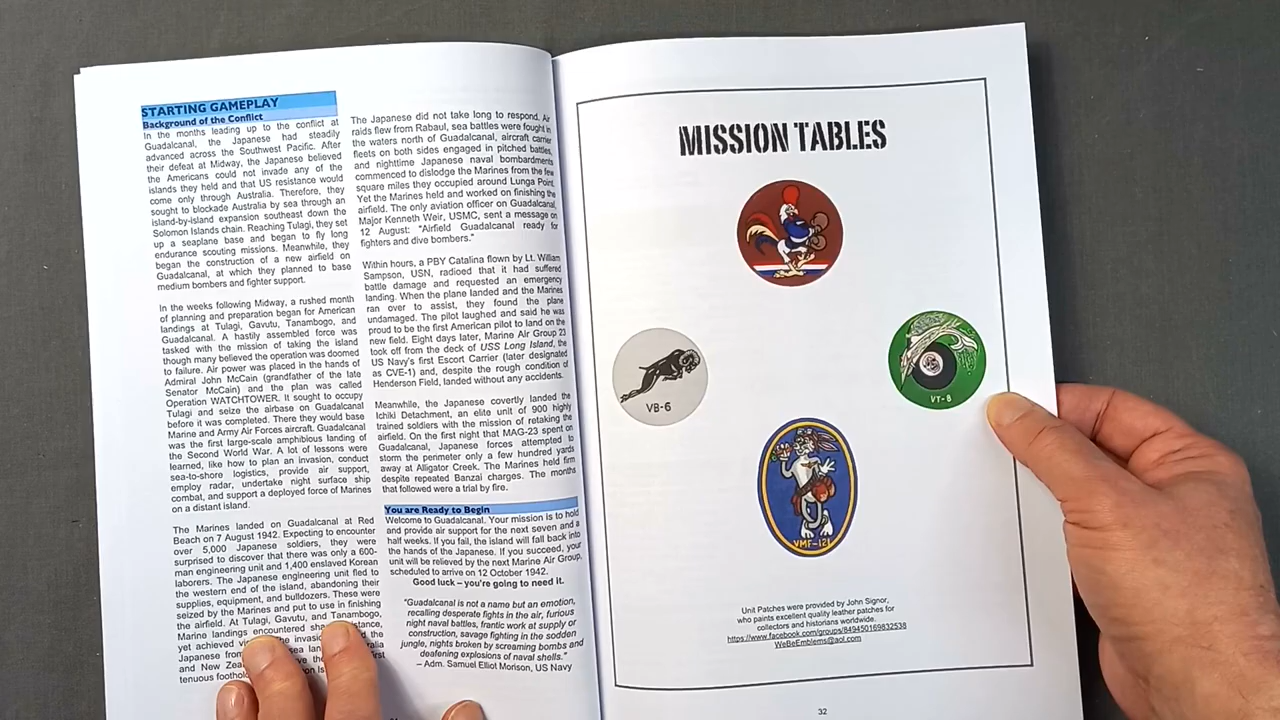 STARTING GAMEPLAY
Background of the Conflict
In the months leading up to the conflict at
Guadalcanal, the Japanese had steadily
advanced across the Southwest Pacific. After
their defeat at Midway, the Japanese believed
the Americans could not invade any of the
islands they held and that US resistance would
come only through Australia. Therefore, they
sought to blockade Australia by sea through an
island-by-island expansion southeast down the
Solomon Islands chain. Reaching Tulagi, they set
up a seaplane base and began to fly long
endurance scouting missions. Meanwhile, they
began the construction of a new airfield on
Guadalcanal, at which they planned to base
medium bombers and fighter support.
In the weeks following Midway, a rushed month
of planning and preparation began for American
landings at Tulagi, Gavutu, Tanambogo, and
Guadalcanal. A hastily assembled force was
tasked with the mission of taking the island
though many believed the operation was doomed
to failure. Air power was placed in the hands of
Admiral John McCain (grandfather of the late
Senator McCain) and the plan was called
Operation WATCHTOWER. It sought to occupy
Tulagi and seize the airbase on Guadalcanal
before it was completed. There they would base
Marine and Army Air Forces aircraft. Guadalcanal
was the first large-scale amphibious landing of
the Second World War. A lot of lessons were
learned, like how to plan an invasion, conduct
sea-to-shore logistics, provide air support,
employ radar, undertake night surface ship
combat, and support a deployed force of Marines
on a distant island.
The Marines landed on Guadalcanal at Red
Beach on 7 August 1942. Expecting to encounter
over 5,000 Japanese soldiers, they were
surprised to discover that there was only a 600-
man engineering unit and 1,400 enslaved Korean
laborers. The Japanese engineering unit fled to
the western end of the island, abandoning their
supplies, equipment, and bulldozers. These were
seized by the Marines and put to use in finishing
the airfield. At Tulagi, Gavutu, and Tanambogo,
Marine landings encountered
yet achieved the
Japanese from sea
and New
tenuous
The Japanese did not take long to respond. Air
raids flew from Rabaul, sea battles were fought in
the waters north of Guadalcanal, aircraft carrier
fleets on both sides engaged in pitched battles,
and nighttime Japanese naval bombardments
commenced to dislodge the Marines from the few
square miles they occupied around Lunga Point.
Yet the Marines held and worked on finishing the
airfield. The only aviation officer on Guadalcanal,
Major Kenneth Weir, USMC, sent a message on
12 August: "Airfield Guadalcanal ready for
fighters and dive bombers."
Within hours, a PBY Catalina flown by Lt. William
Sampson, USN, radioed that it had suffered
battle damage and requested an emergency
landing. When the plane landed and the Marines
ran over to assist, they found the plane
undamaged. The pilot laughed and said he was
proud to be the first American pilot to land on the
new field. Eight days later, Marine Air Group 23
took off from the deck of USS Long Island, the
US Navy's first Escort Carrier (later designated
as CVE-1) and, despite the rough condition of
Henderson Field, landed without any accidents.
Meanwhile, the Japanese covertly landed the
Ichiki Detachment, an elite unit of 900 highly
trained soldiers with the mission of retaking the
airfield. On the first night that MAG-23 spent on
Guadalcanal, Japanese forces attempted to
storm the perimeter only a few hundred yards
away at Alligator Creek. The Marines held firm
despite repeated Banzai charges. The months
that followed were a trial by fire.
You are Ready to Begin
Welcome to Guadalcanal. Your mission is to hold
and provide air support for the next seven and a
half weeks. If you fail, the island will fall back into
the hands of the Japanese. If you succeed, your
unit will be relieved by the next Marine Air Group,
scheduled to arrive on 12 October 1942.
Good luck – you're going to need it.
"Guadalcanal is not a name but an emotion,
recalling desperate fights in the air, furious
night naval battles, frantic work at supply or
construction, savage fighting in the sodden
jungle, nights broken by screaming bombs and
deafening explosions of naval shells."
– Adm. Samuel Elliot Morison, US Navy
MISSION TABLES
VB-6
VT-8
VMF-121
Unit Patches were provided by John Signor,
who paints excellent quality leather patches for
collectors and historians worldwide.
https://www.facebook.com/groups/849450169832538
WeBeEmblems@aol.com
32